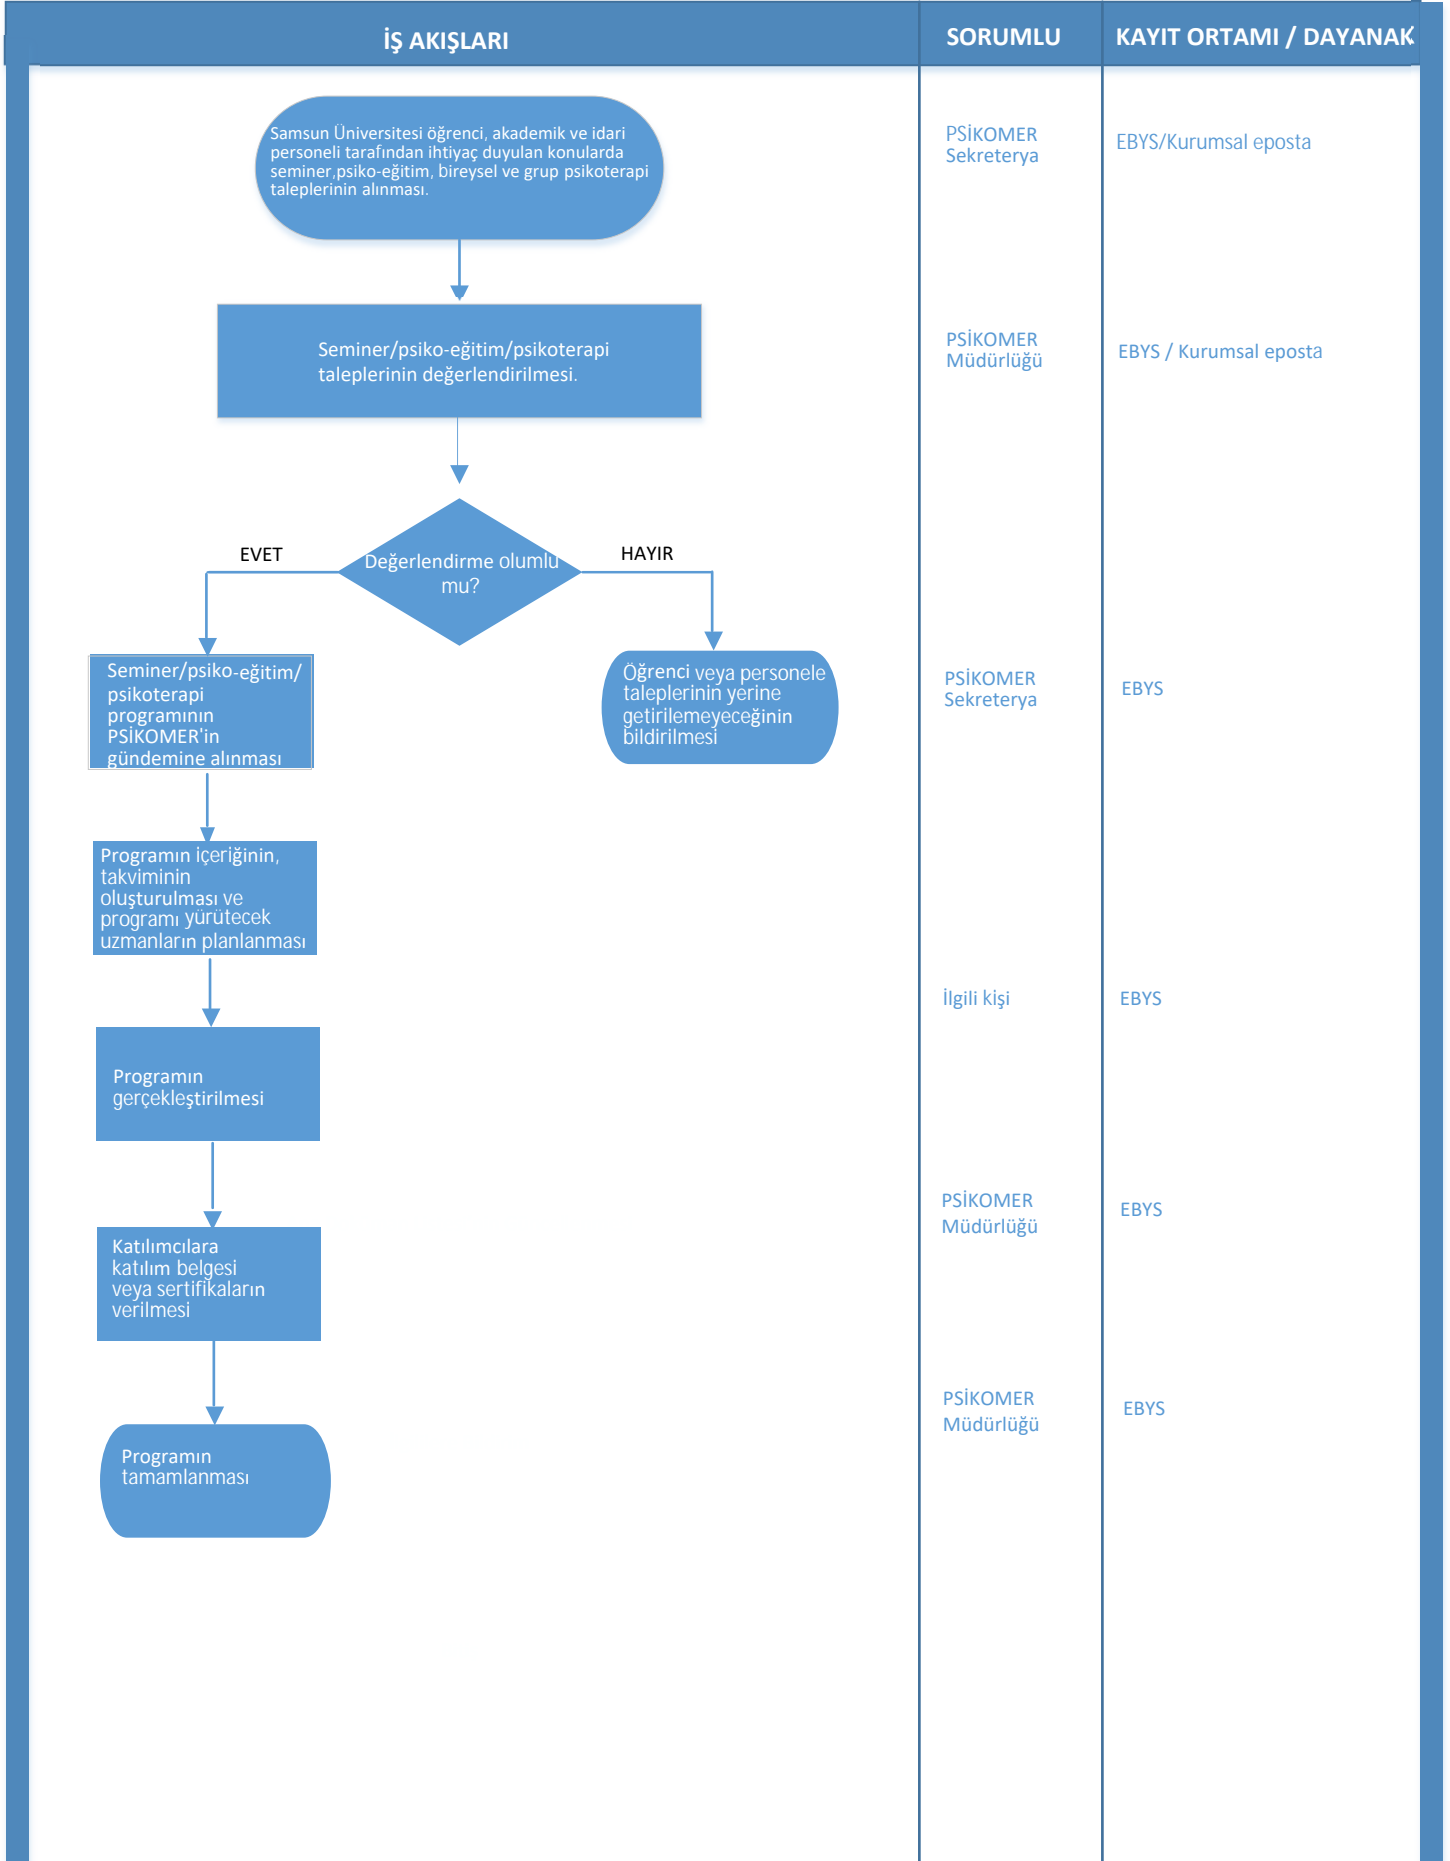 İŞ AKIŞLARI
SORUMLU
KAYIT ORTAMI / DAYANAK
Samsun Üniversitesi öğrenci, akademik ve idari
personeli tarafından ihtiyaç duyulan konularda
seminer,psiko-eğitim, bireysel ve grup psikoterapi
taleplerinin alınması.
PSİKOMER
Sekreterya
EBYS/Kurumsal eposta
Seminer/psiko-eğitim/psikoterapi
taleplerinin değerlendirilmesi.
PSİKOMER
Müdürlüğü
EBYS / Kurumsal eposta
Değerlendirme olumlu
mu?
EVET
HAYIR
Seminer/psiko-eğitim/
psikoterapi
programının
PSİKOMER'in
gündemine alınması
Öğrenci veya personele
taleplerinin yerine
getirilemeyeceğinin
bildirilmesi
PSİKOMER
Sekreterya
EBYS
Programın içeriğinin,
takviminin
oluşturulması ve
programı yürütecek
uzmanların planlanması
İlgili kişi
EBYS
Programın
gerçekleştirilmesi
PSİKOMER
Müdürlüğü
EBYS
Katılımcılara
katılım belgesi
veya sertifikaların
verilmesi
PSİKOMER
Müdürlüğü
EBYS
Programın
tamamlanması